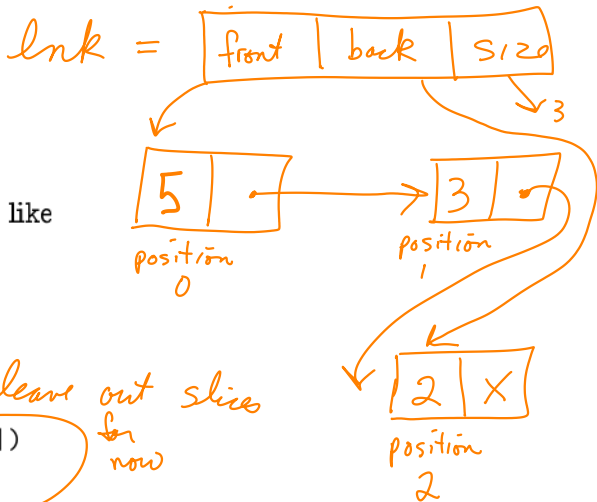 lnk = front back size
3
5 3
like
position position
0 1
leave out slices
for
])
now
2 X
position
2